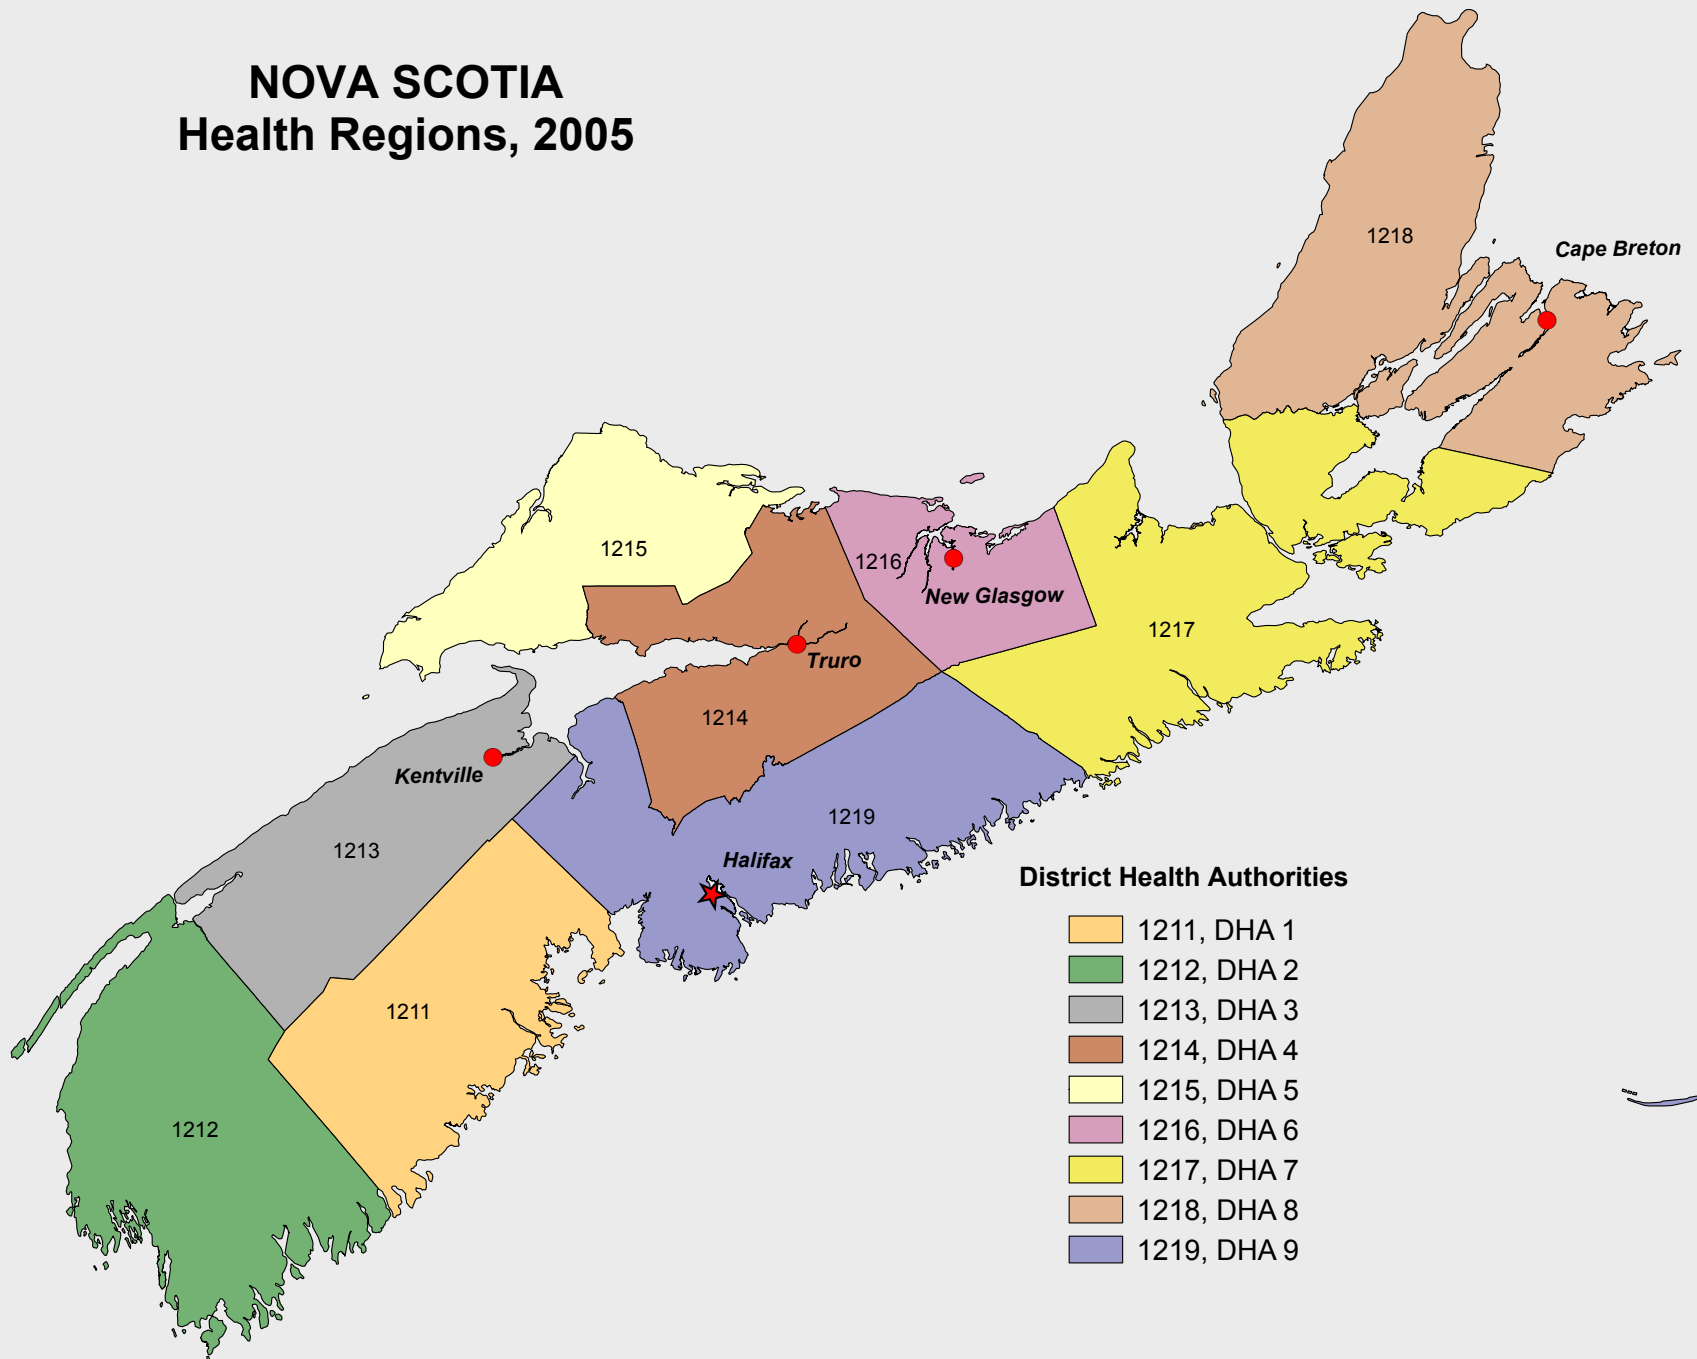 NOVA SCOTIA
Health Regions, 2005
1218
Cape Breton
1215
1216
New Glasgow
1217
Truro
1214
Kentville
1219
1213
Halifax
1211
1212
District Health Authorities
1211, DHA 1
1212, DHA 2
1213, DHA 3
1214, DHA 4
1215, DHA 5
1216, DHA 6
1217, DHA 7
1218, DHA 8
1219, DHA 9